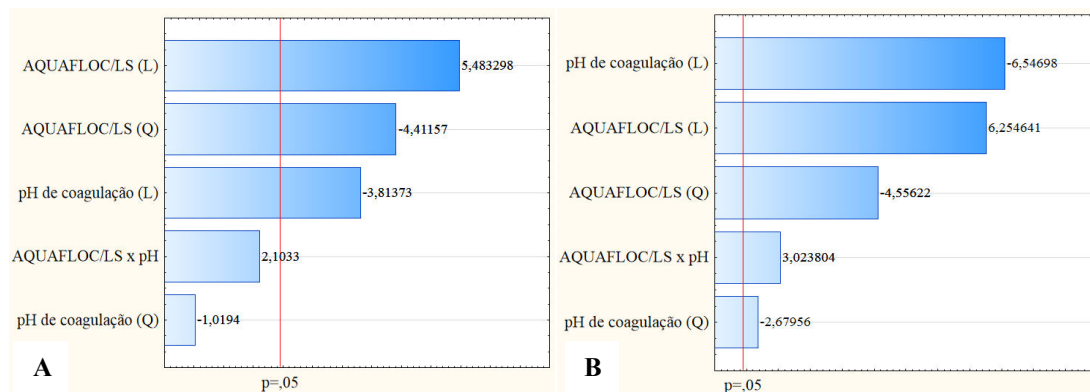 AQUAFLOC/LS (L)
5,483298
AQUAFLOC/LS (Q)
-4,41157
pH de coagulação (L)
-3,81373
AQUAFLOC/LS x pH
2,1033
pH de coagulação (Q)
-1,0194
A
p=,05
pH de coagulação (L)
-6,54698
AQUAFLOC/LS (L)
6,254641
AQUAFLOC/LS (Q)
-4,55622
AQUAFLOC/LS x pH
3,023804
pH de coagulação (Q)
-2,67956
B
p=,05